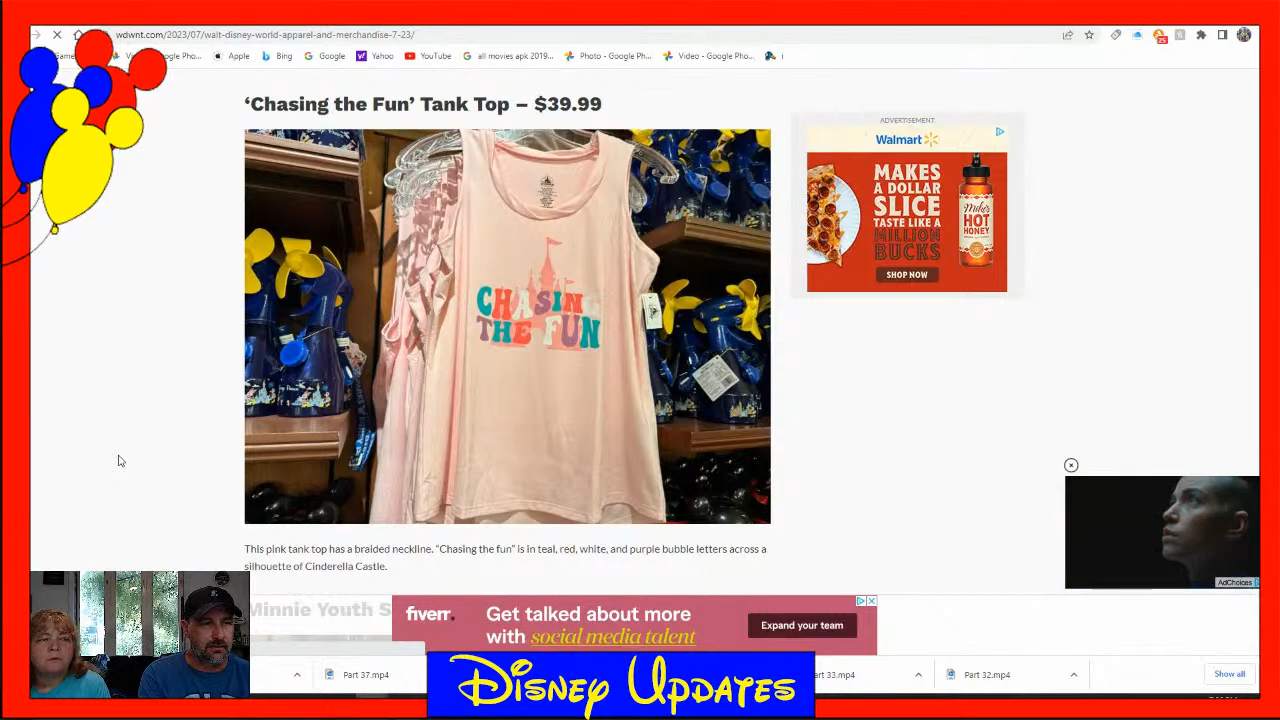 wdwnt.com/2023/07/walt-disney-world-apparel-and-merchandise-7-23/
Apple
Bing
Google
Yahoo
YouTube
all movies apk 2019...
Photo - Google Ph...
Video - Google Pho...
‘Chasing the Fun’ Tank Top – $39.99
ADVERTISEMENT
Walmart
MAKES
A DOLLAR
SLICE
TASTE LIKE A
MILLION
BUCKS
SHOP NOW
Mike's
HOT
HONEY
CHASIN
THE FUN
This pink tank top has a braided neckline. “Chasing the fun” is in teal, red, white, and purple bubble letters across a
silhouette of Cinderella Castle.
AdChoices
Minnie Youth S
fiverr.
Get talked about more
with social media talent
Expand your team
Part 37.mp4
art 33.mp4
Part 32.mp4
Show all
Disney Updates